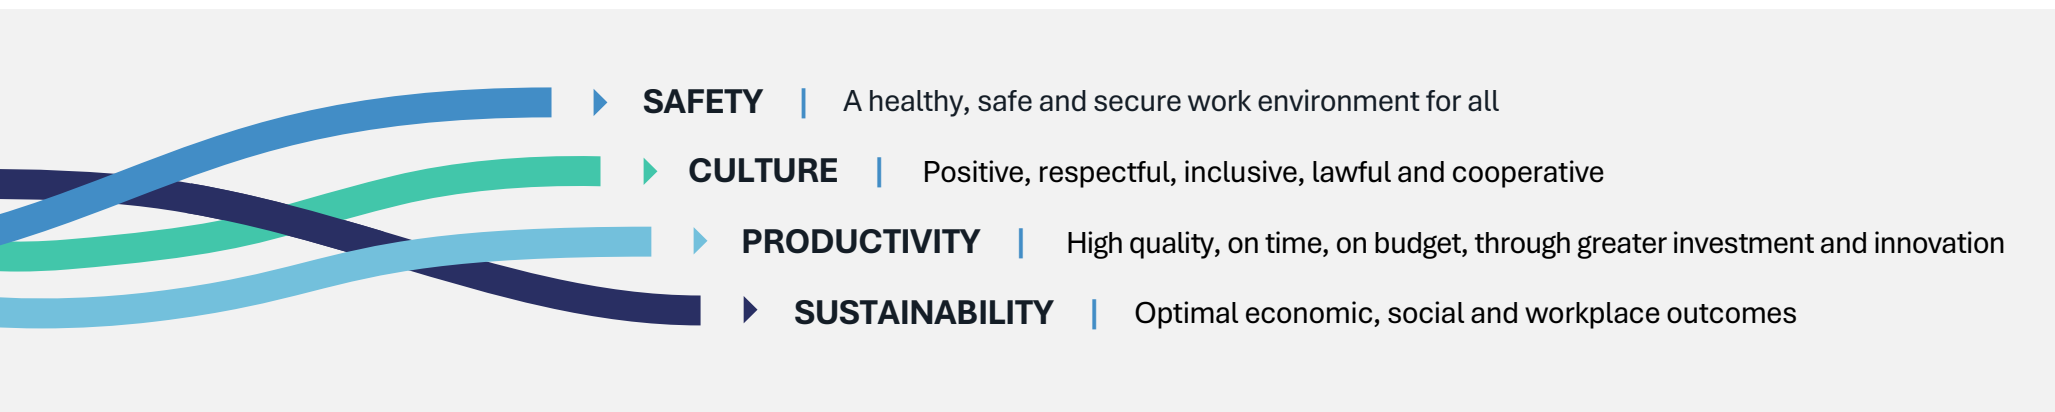 SAFETY | A healthy, safe and secure work environment for all
CULTURE | Positive, respectful, inclusive, lawful and cooperative
PRODUCTIVITY | High quality, on time, on budget, through greater investment and innovation
SUSTAINABILITY | Optimal economic, social and workplace outcomes